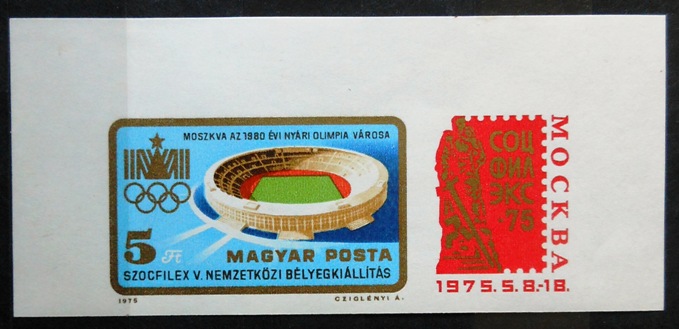 MOSZKVA AZ 1980 ÉVI NYÁRI OLIMPIA VÁROSA
5 Ft
MAGYAR POSTA
SZOCFILEX V. NEMZETKÖZI BÉLYEGKIÁLLÍTÁS
1975
CZIGLÉNYI Á.
СОЦ
ФИЛ
ЭКС
·75
МОСКВА
1975. 5. 8.-18.